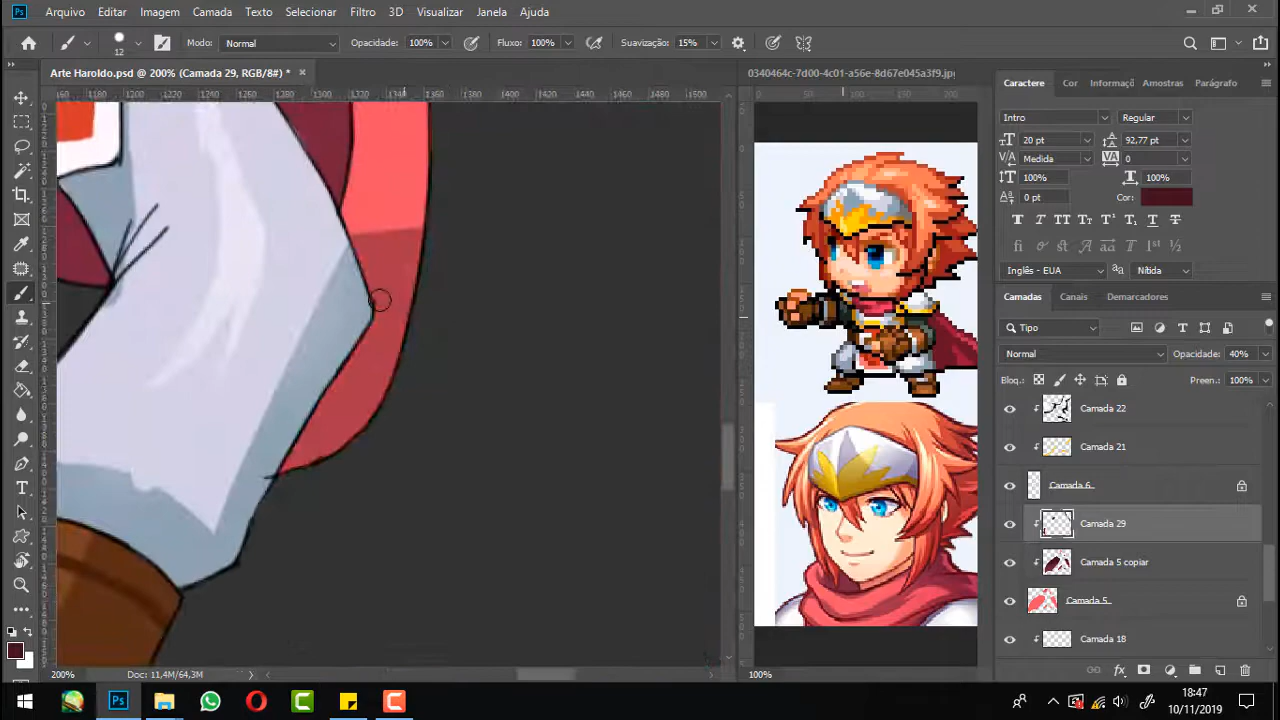 Ps Arquivo Editar Imagem Camada Texto Selecionar Filtro 3D Visualizar Janela Ajuda
12 Modo: Normal Opacidade: 100% Fluxo: 100% Suavização: 15%
Arte Haroldo.psd @ 200% (Camada 29, RGB/8#) *
0340464c-7d00-4c01-a56e-8d67e045a3f9.jpg
Caractere Cor Informaçõ Amostras Parágrafo
Intro Regular
20 pt 92,77 pt
Medida 0
100% 100%
0 pt Cor:
Inglês - EUA Nítida
Camadas Canais Demarcadores
Tipo
Normal Opacidade: 40%
Bloq.: Preen.: 100%
Camada 22
Camada 21
Camada 6
Camada 29
Camada 5 copiar
Camada 5
Camada 18
200% Doc: 11,4M/64,3M
100%
18:47
10/11/2019